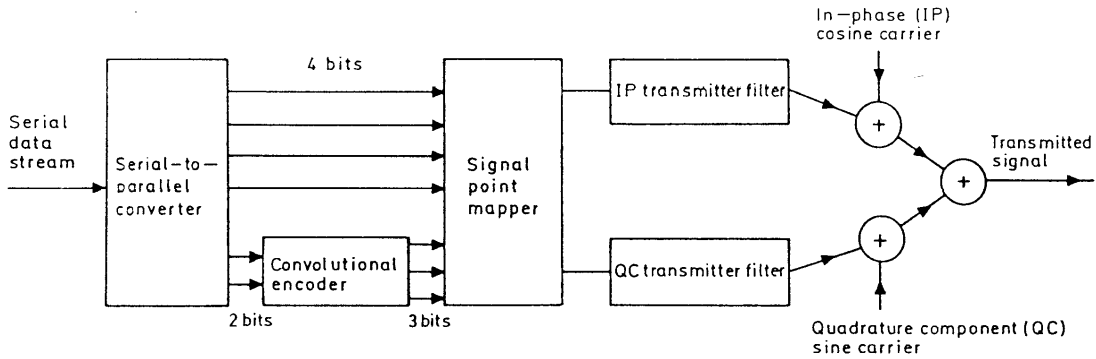 In-phase (IP)
cosine carrier
4 bits
IP transmitter filter
Serial
data
stream
Serial-to-
parallel
converter
Signal
point
mapper
Transmitted
signal
+
+
+
Convolutional
encoder
QC transmitter filter
2 bits
3 bits
Quadrature component (QC)
sine carrier